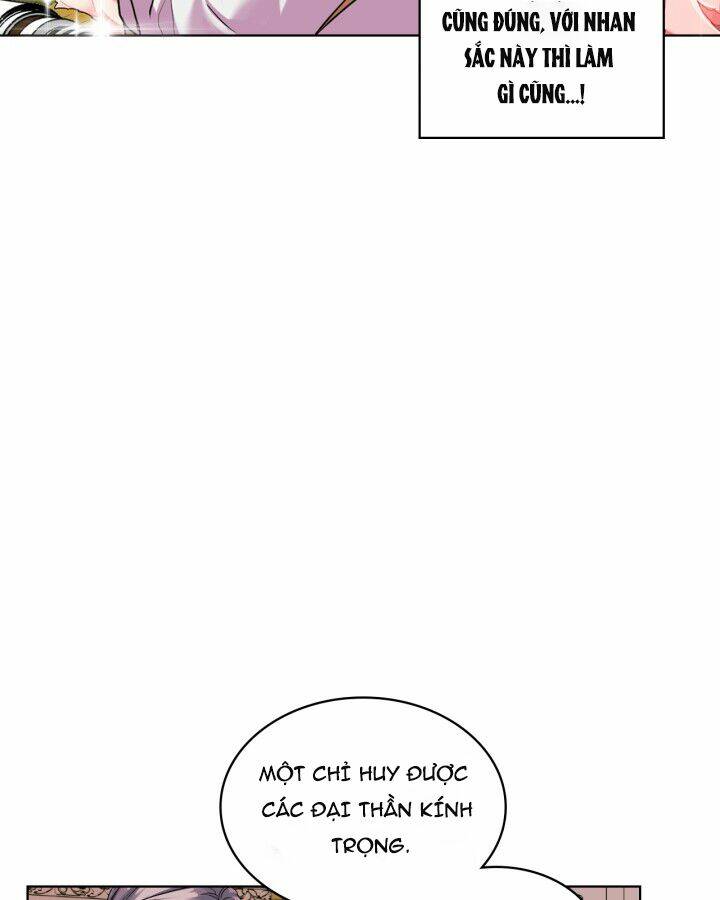 CŨNG ĐÚNG, VỚI NHAN
SẮC NÀY THÌ LÀM
GÌ CŨNG...!
MỘT CHỈ HUY ĐƯỢC
CÁC ĐẠI THẦN KÍNH
TRỌNG.